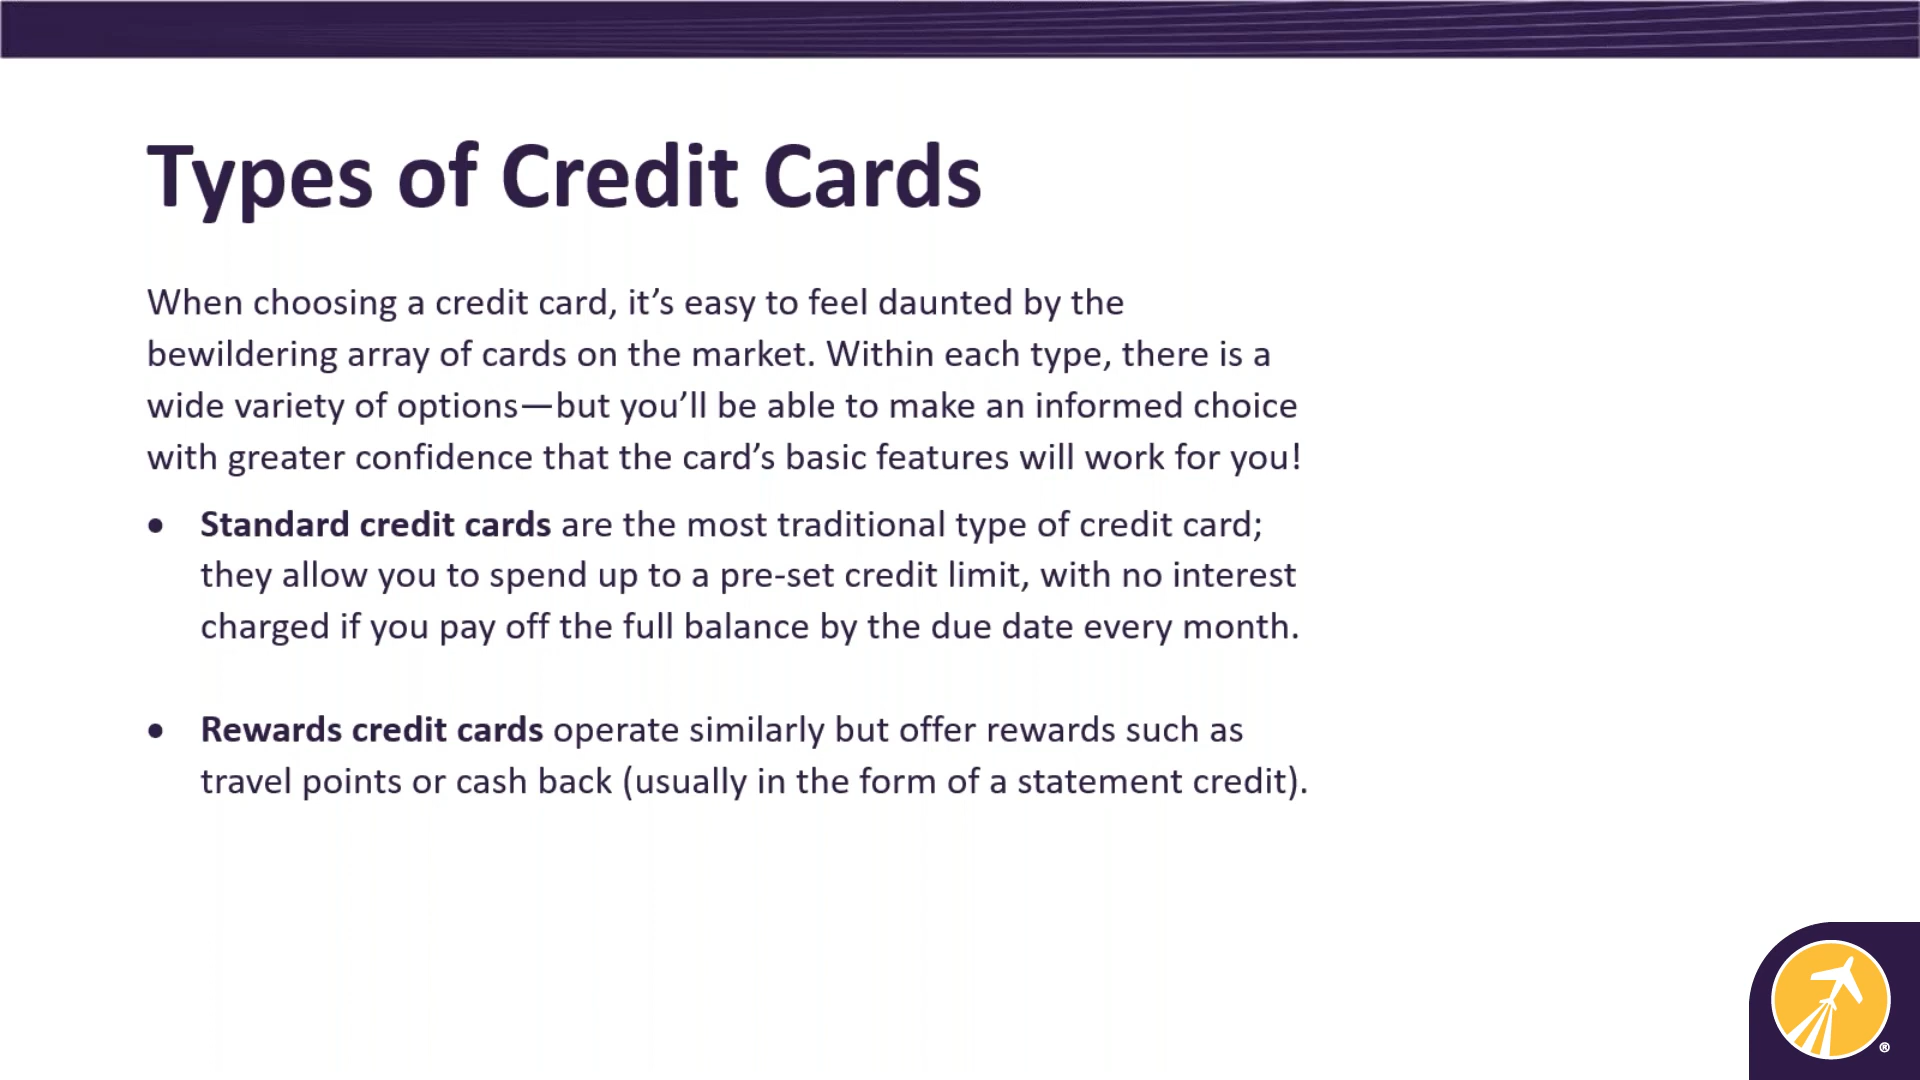 Types of Credit Cards
When choosing a credit card, it’s easy to feel daunted by the
bewildering array of cards on the market. Within each type, there is a
wide variety of options—but you’ll be able to make an informed choice
with greater confidence that the card’s basic features will work for you!
• Standard credit cards are the most traditional type of credit card;
they allow you to spend up to a pre-set credit limit, with no interest
charged if you pay off the full balance by the due date every month.
• Rewards credit cards operate similarly but offer rewards such as
travel points or cash back (usually in the form of a statement credit).
®